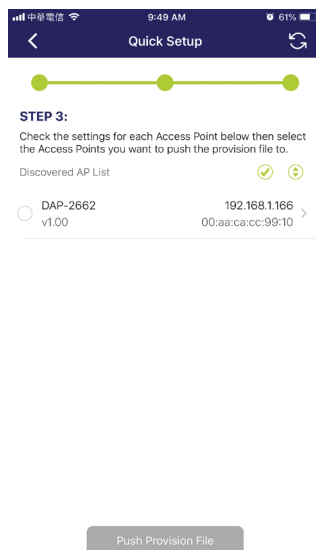 中華電信 9:49 AM 61%
Quick Setup
STEP 3:
Check the settings for each Access Point below then select
the Access Points you want to push the provision file to.
Discovered AP List
DAP-2662 192.168.1.166
v1.00 00:aa:ca:cc:99:10
Push Provision File